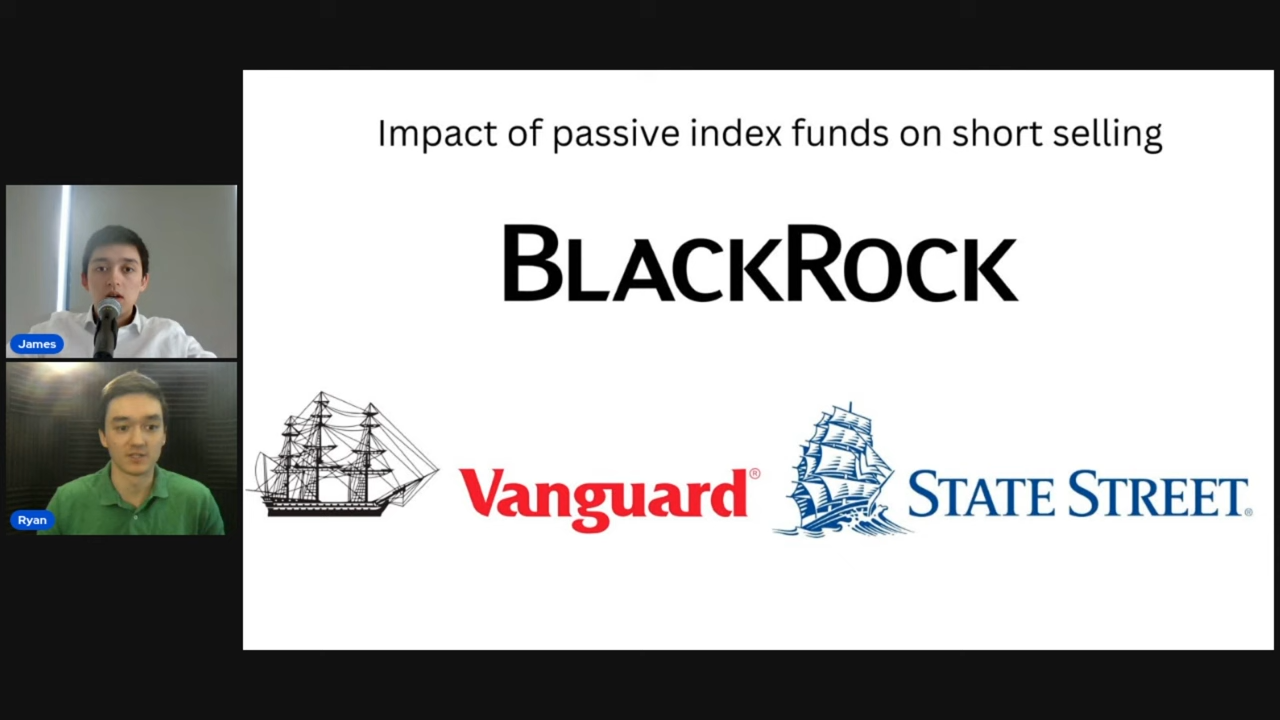 Impact of passive index funds on short selling
BLACKROCK
James
Vanguard®
STATE STREET®
Ryan